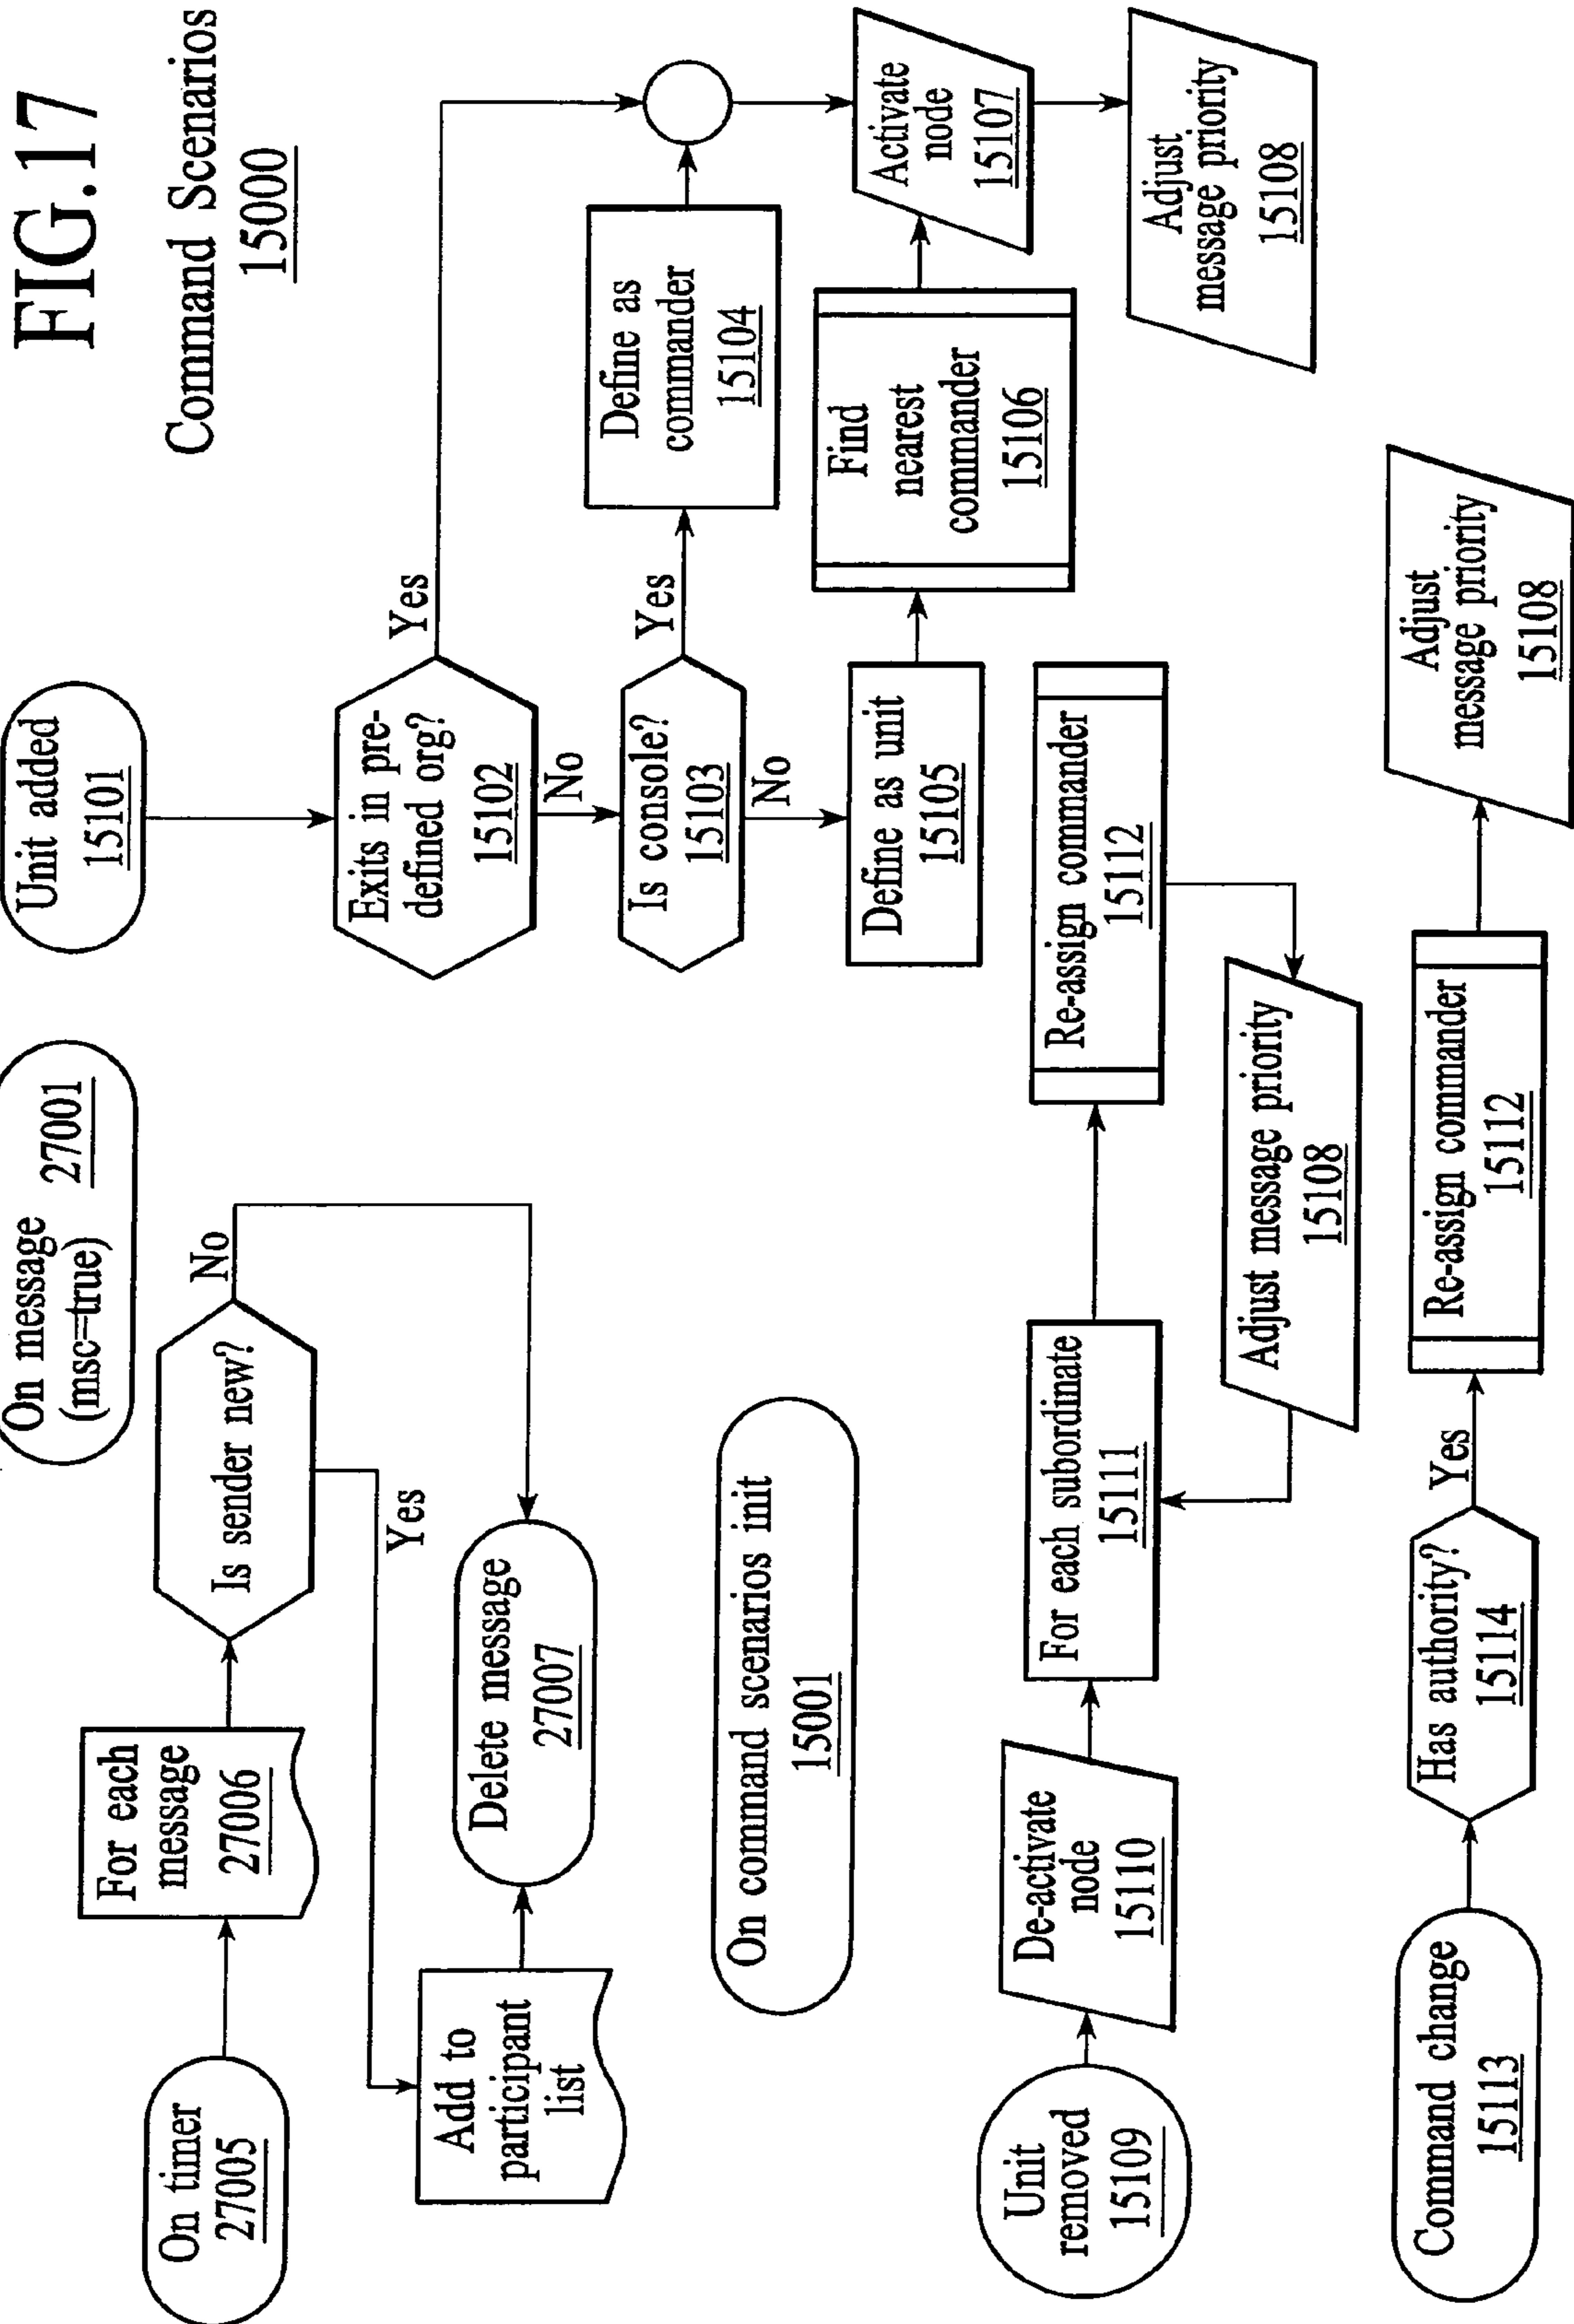 FIG.17
Command Scenarios
15000
On message
(msc=true)
27001
On timer
27005
For each
message
27006
Is sender new?
No
Yes
Add to
participant
list
Delete message
27007
On command scenarios init
15001
Unit added
15101
Exits in pre-
defined org?
15102
Yes
No
Is console?
15103
Yes
No
Define as
commander
15104
Define as unit
15105
Find
nearest
commander
15106
Activate
node
15107
Adjust
message priority
15108
Unit
removed
15109
De-activate
node
15110
For each subordinate
15111
Re-assign commander
15112
Adjust message priority
15108
Command change
15113
Has authority?
15114
Yes
Re-assign commander
15112
Adjust
message priority
15108